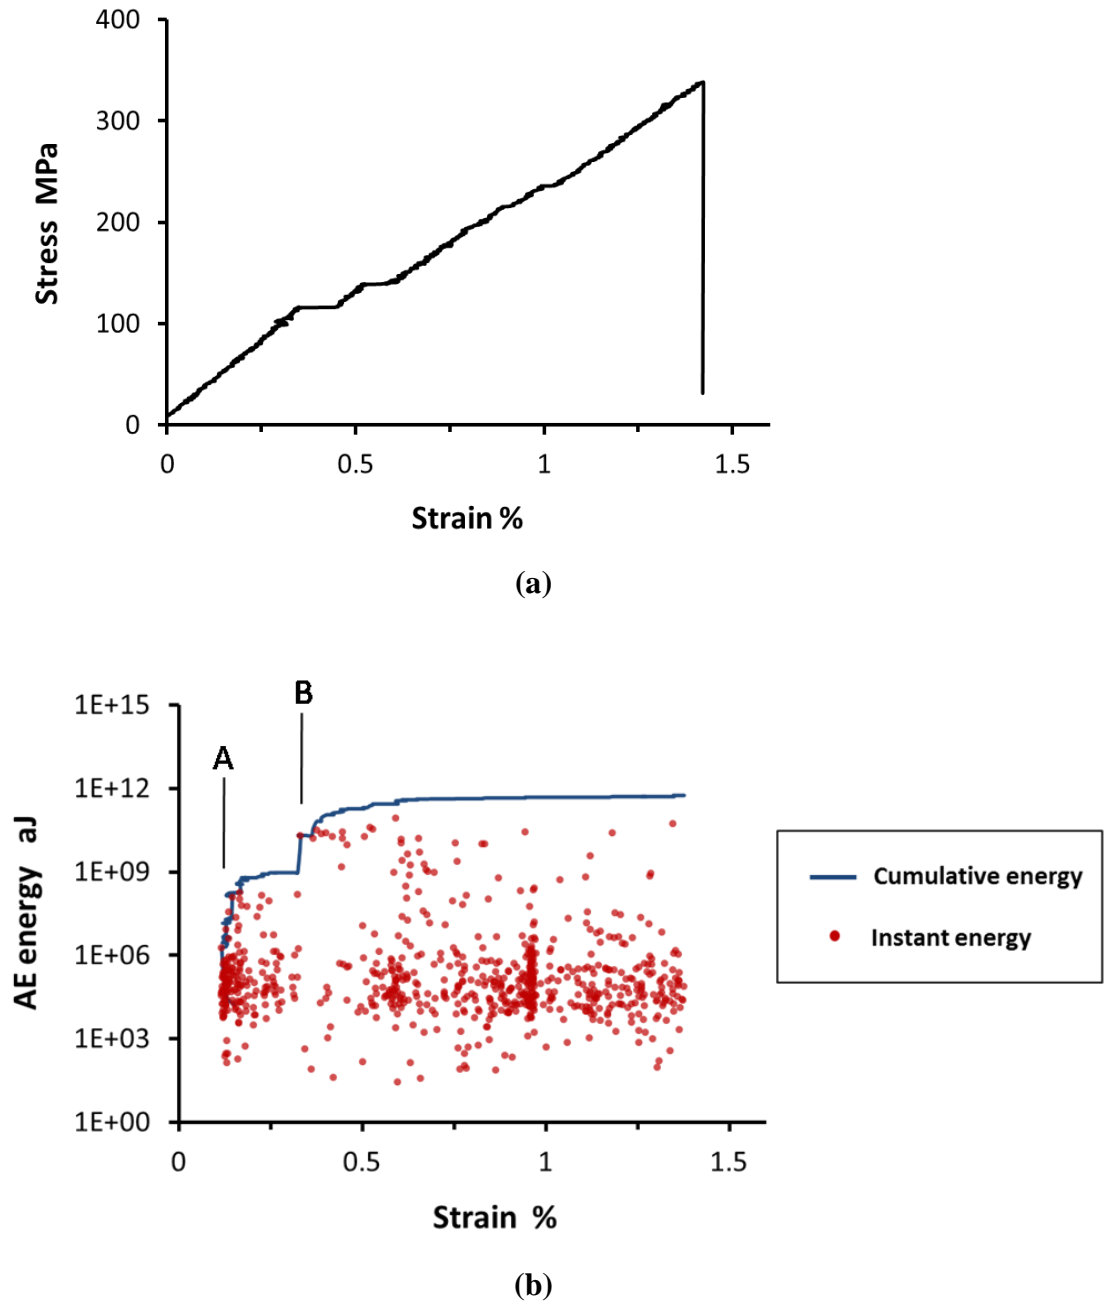 400
300
200
100
0
Stress MPa
0 0.5 1 1.5
Strain %
(a)
B
A
1E+15
1E+12
1E+09
1E+06
1E+03
1E+00
AE energy aJ
Cumulative energy
Instant energy
0 0.5 1 1.5
Strain %
(b)